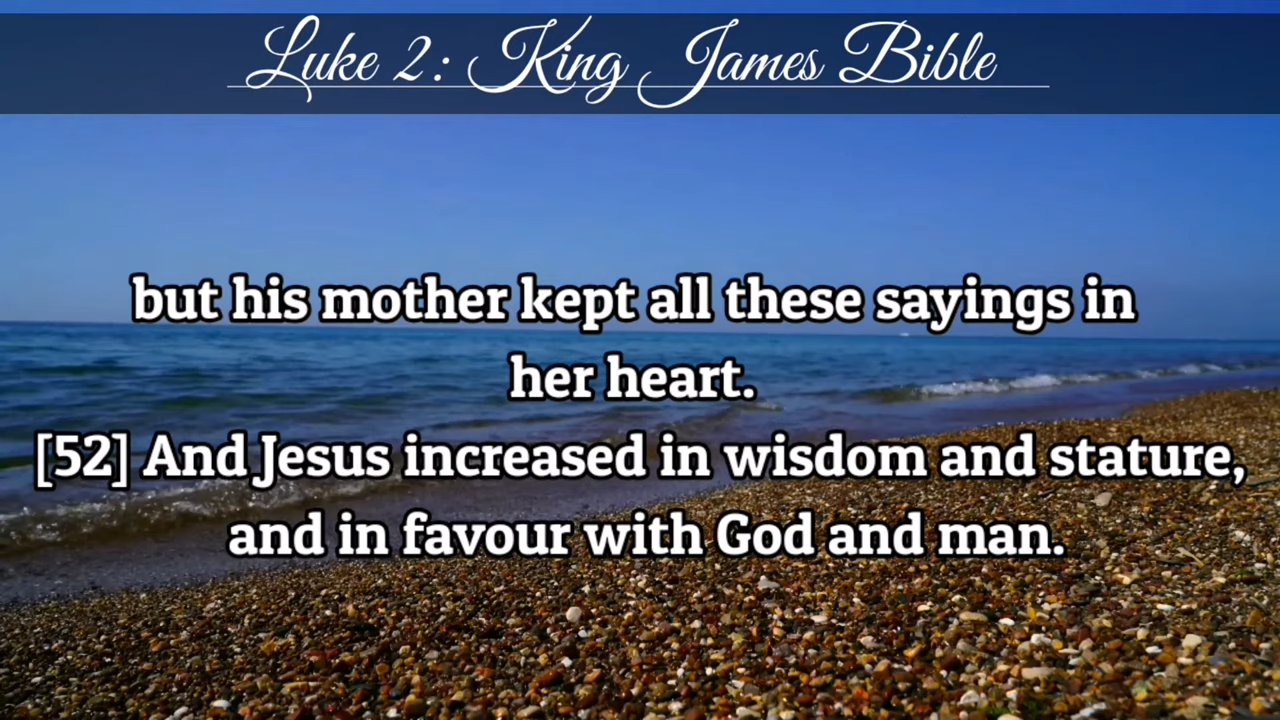 Luke 2: King James Bible
but his mother kept all these sayings in
her heart.
[52] And Jesus increased in wisdom and stature,
and in favour with God and man.